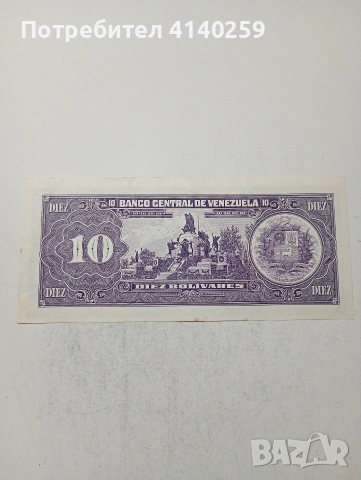 Потребител 4140259
DIEZ 10 BANCO CENTRAL DE VENEZUELA 10 DIEZ
10
DIEZ DIEZ
DIEZ BOLIVARES
BAZAR